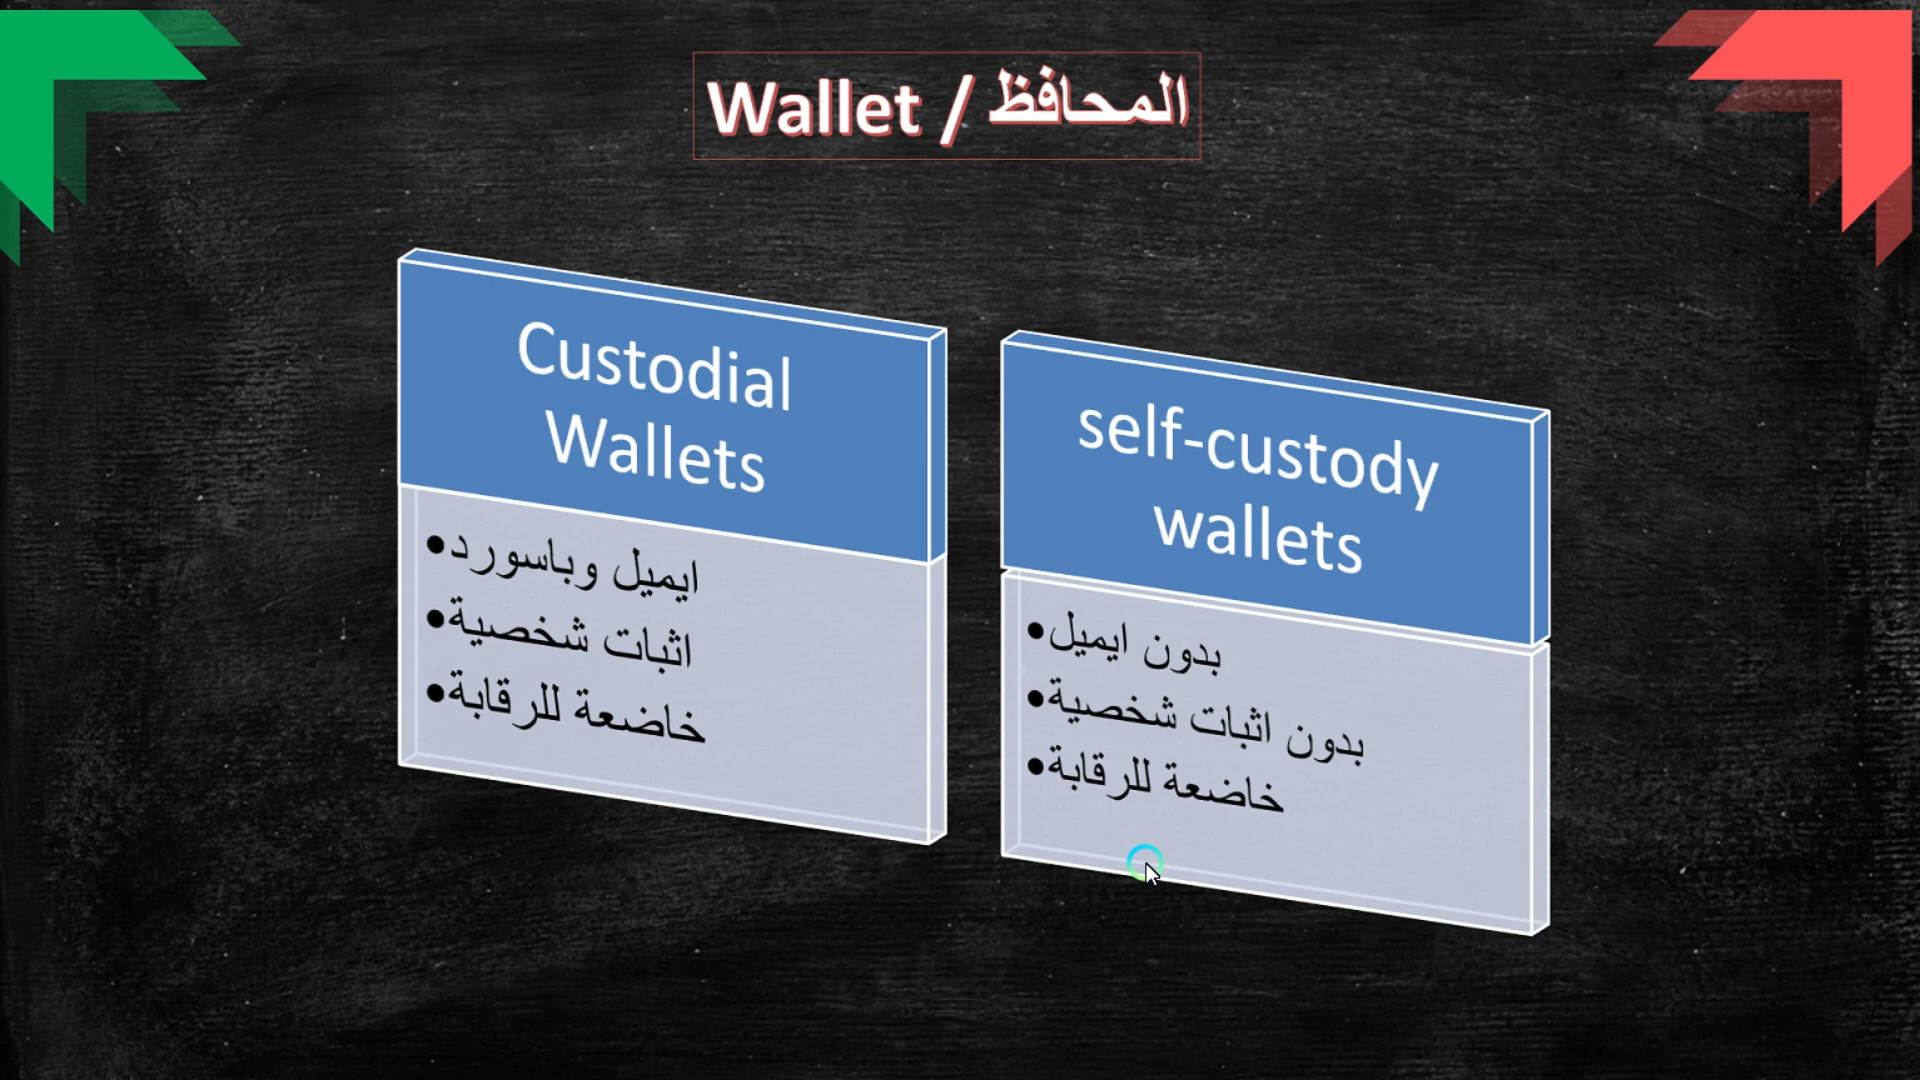 Wallet / المحافظ
Custodial
Wallets
ايميل وباسورد
اثبات شخصية
خاضعة للرقابة
self-custody
wallets
بدون ايميل
بدون اثبات شخصية
خاضعة للرقابة